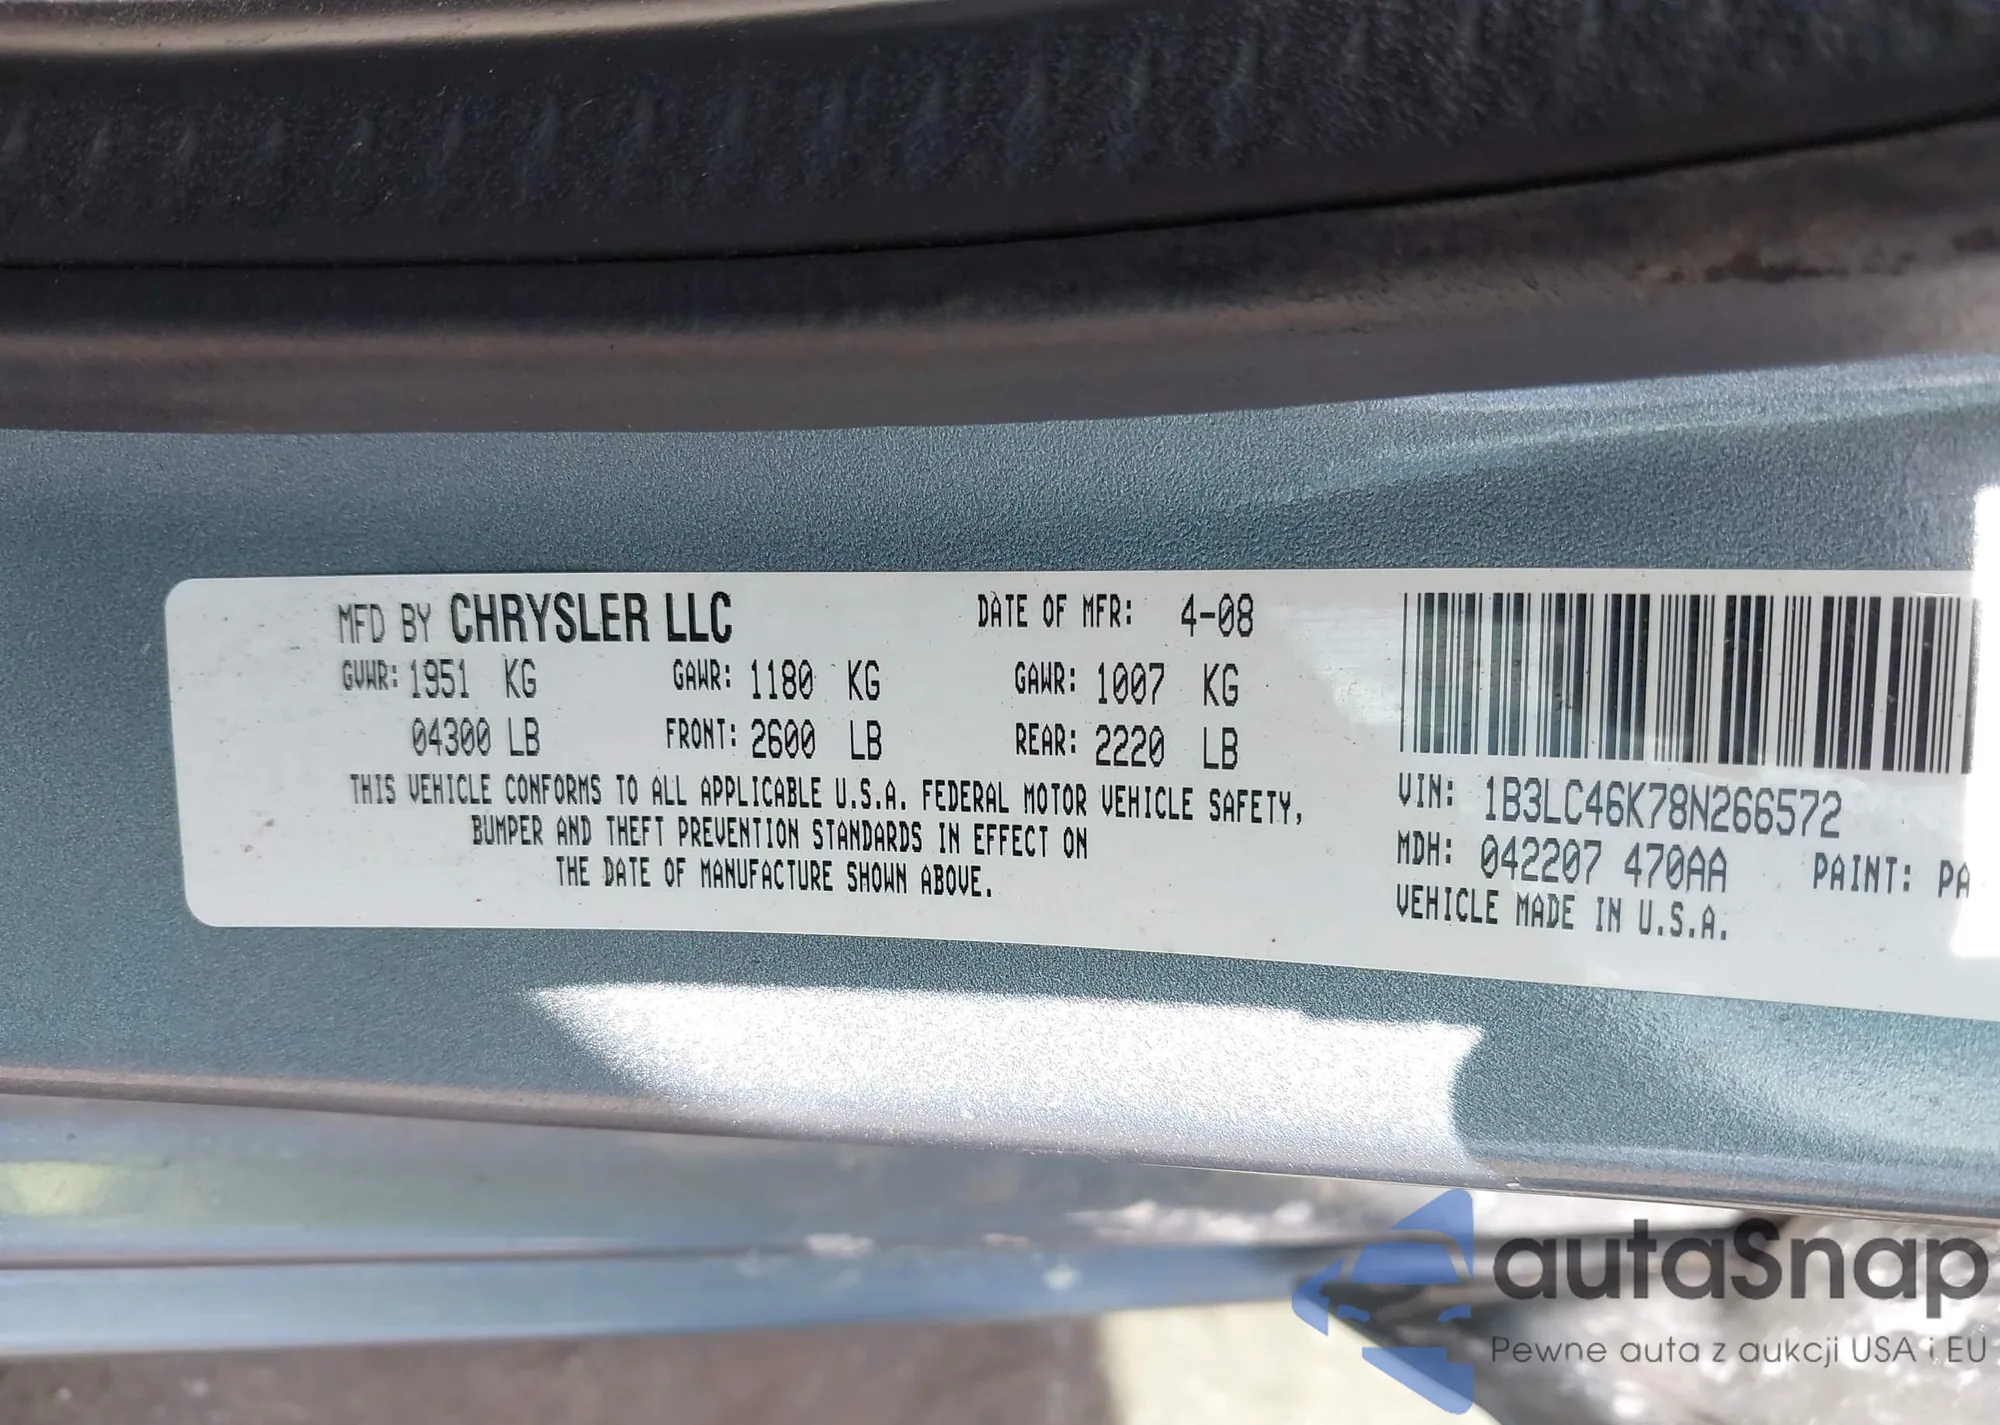 MFD BY CHRYSLER LLC DATE OF MFR: 4-08
GVWR: 1951 KG GAWR: 1180 KG GAWR: 1007 KG
04300 LB FRONT: 2600 LB REAR: 2220 LB
THIS VEHICLE CONFORMS TO ALL APPLICABLE U.S.A. FEDERAL MOTOR VEHICLE SAFETY,
BUMPER AND THEFT PREVENTION STANDARDS IN EFFECT ON
THE DATE OF MANUFACTURE SHOWN ABOVE.
VIN: 1B3LC46K78N266572
MDH: 042207 470AA PAINT: PA
VEHICLE MADE IN U.S.A.
autaSnap
Pewne auta z aukcji USA i EU